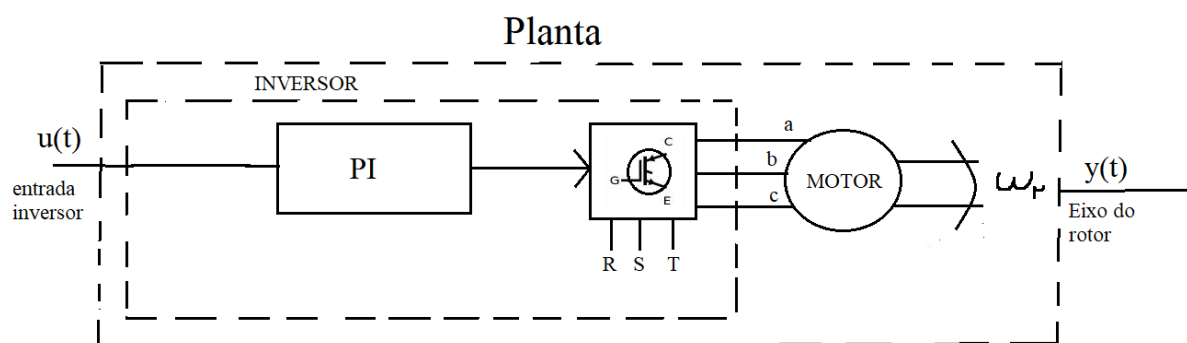 Planta
INVERSOR
u(t)
entrada
inversor
PI
C
G
E
R S T
a
b
c
MOTOR
ωr
y(t)
Eixo do
rotor